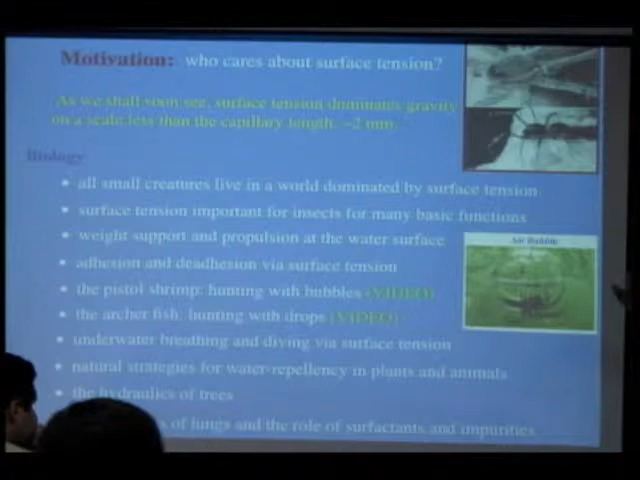 Motivation: who cares about surface tension?
As we shall soon see, surface tension dominates gravity
on a scale less than the capillary length, ~2 mm.
Biology
• all small creatures live in a world dominated by surface tension
• surface tension important for insects for many basic functions
• weight support and propulsion at the water surface
Air Bubble
• adhesion and deadhesion via surface tension
• the pistol shrimp: hunting with bubbles (VIDEO)
• the archer fish: hunting with drops (VIDEO)
• underwater breathing and diving via surface tension
• natural strategies for water-repellency in plants and animals
• the hydraulics of trees
of lungs and the role of surfactants and impurities